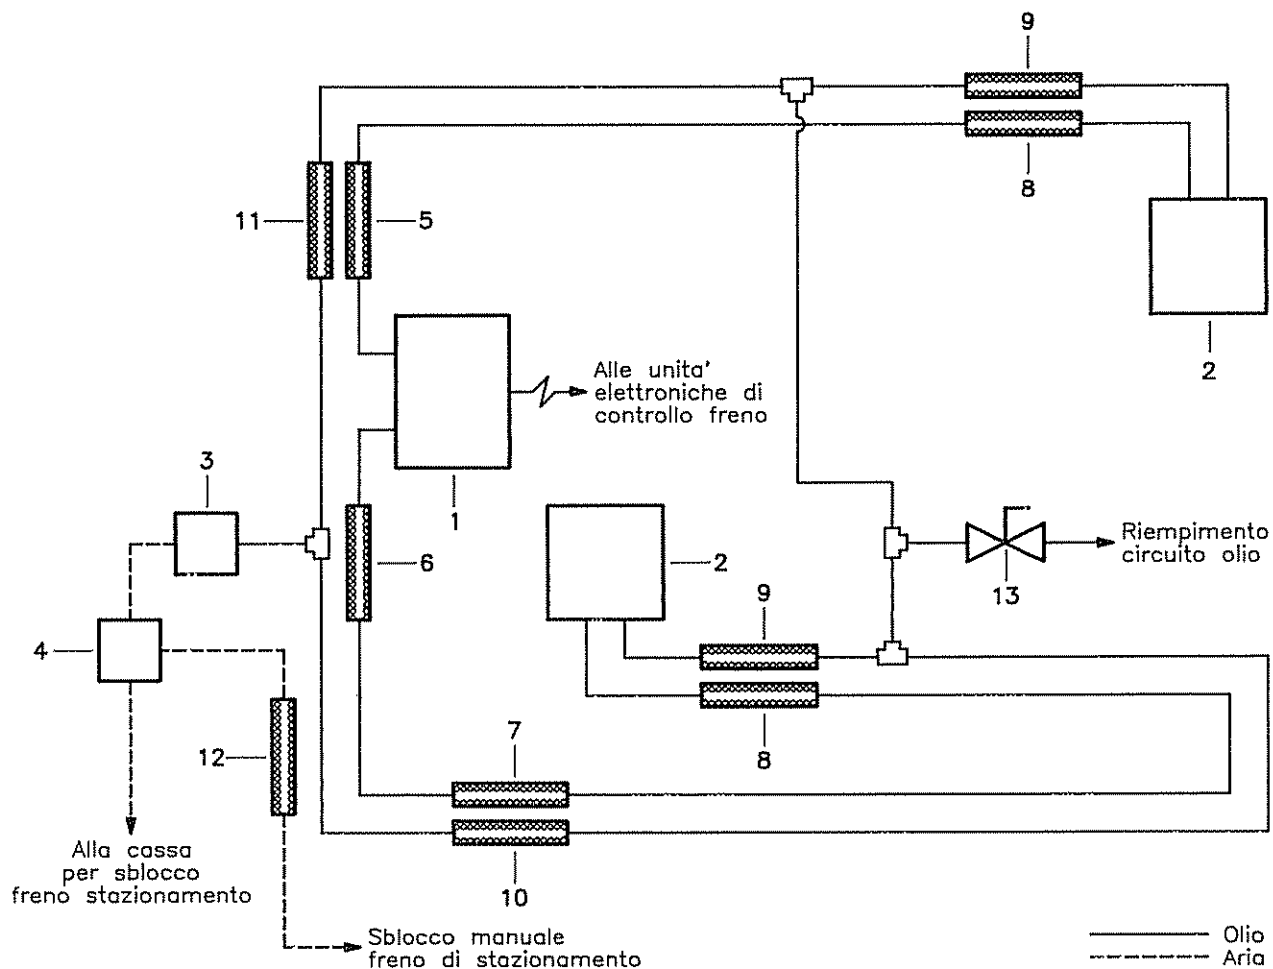 9
8
11
5
2
Alle unita'
elettroniche di
controllo freno
3
1
6
2
Riempimento
circuito olio
13
9
4
7
8
12
10
Alla cassa
per sblocco
freno stazionamento
Sblocco manuale
freno di stazionamento
Olio
Aria